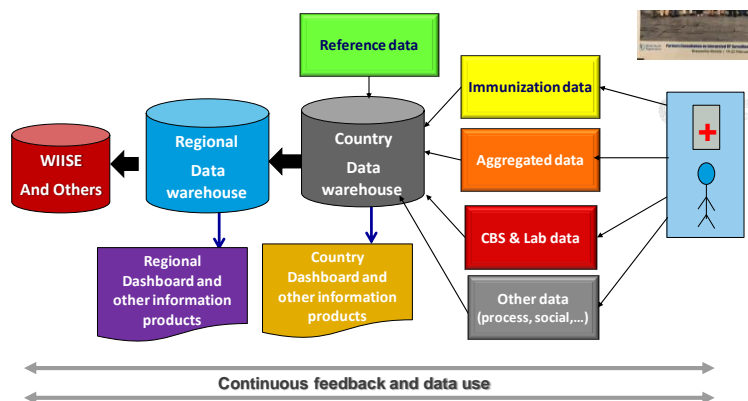 Reference data
Immunization data
Aggregated data
CBS & Lab data
Other data
(process, social,...)
Country
Data
warehouse
Regional
Data
warehouse
WIISE
And Others
Regional
Dashboard and
other information
products
Country
Dashboard and
other information
products
Continuous feedback and data use